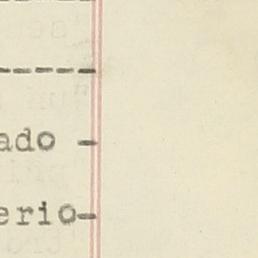 -----
ado -
erio-